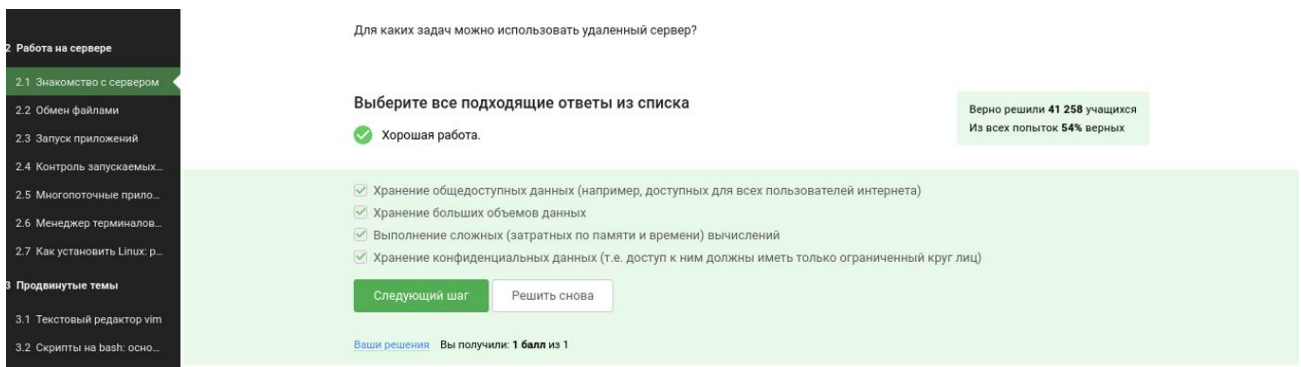 2 Работа на сервере
2.1 Знакомство с сервером
2.2 Обмен файлами
2.3 Запуск приложений
2.4 Контроль запускаемых...
2.5 Многопоточные прило...
2.6 Менеджер терминалов...
2.7 Как установить Linux: р...
3 Продвинутые темы
3.1 Текстовый редактор vim
3.2 Скрипты на bash: осно...
Для каких задач можно использовать удаленный сервер?
Выберите все подходящие ответы из списка
Хорошая работа.
Верно решили 41 258 учащихся
Из всех попыток 54% верных
Хранение общедоступных данных (например, доступных для всех пользователей интернета)
Хранение больших объемов данных
Выполнение сложных (затратных по памяти и времени) вычислений
Хранение конфиденциальных данных (т.е. доступ к ним должны иметь только ограниченный круг лиц)
Следующий шаг Решить снова
Ваши решения Вы получили: 1 балл из 1